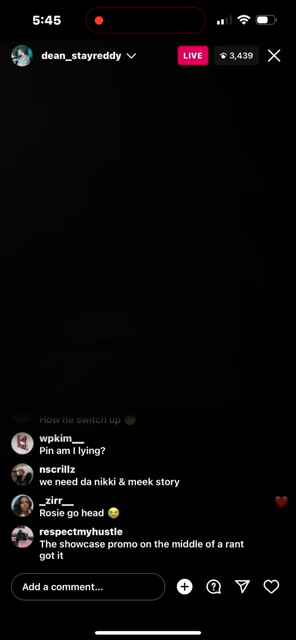 5:45
dean_stayreddy
LIVE
3,439
How he switch up
wpkim__
Pin am I lying?
nscrillz
we need da nikki & meek story
_zirr__
Rosie go head 😭
respectmyhustle
The showcase promo on the middle of a rant
got it
Add a comment...